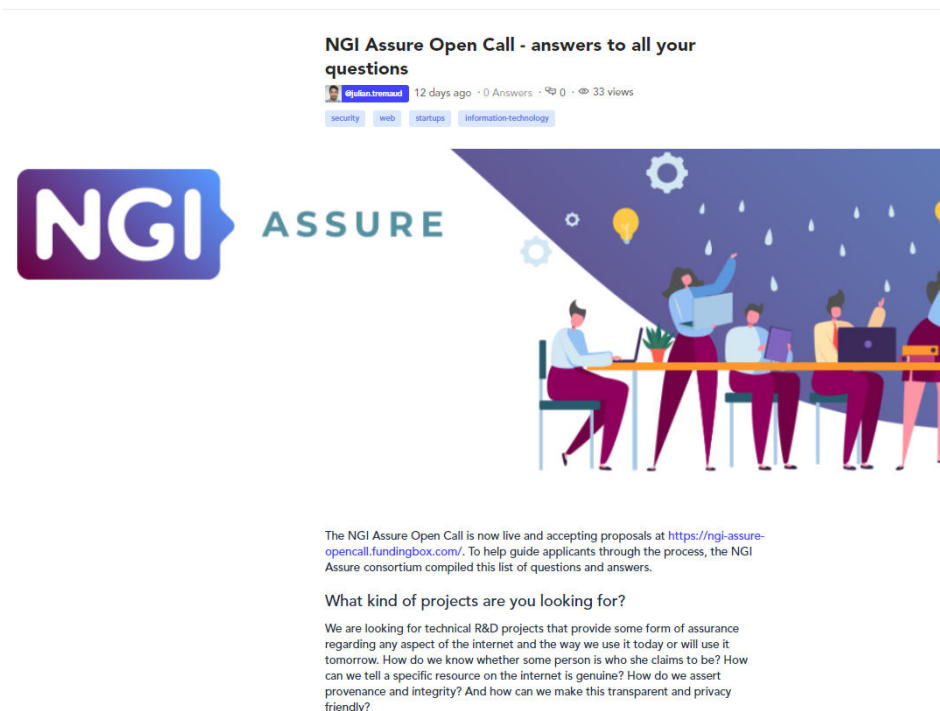 NGI Assure Open Call - answers to all your
questions
@julian.tremaud 12 days ago · 0 Answers · 0 · 33 views
security web startups information-technology
NGI ASSURE
The NGI Assure Open Call is now live and accepting proposals at https://ngi-assure-
opencall.fundingbox.com/. To help guide applicants through the process, the NGI
Assure consortium compiled this list of questions and answers.
What kind of projects are you looking for?
We are looking for technical R&D projects that provide some form of assurance
regarding any aspect of the internet and the way we use it today or will use it
tomorrow. How do we know whether some person is who she claims to be? How
can we tell a specific resource on the internet is genuine? How do we assert
provenance and integrity? And how can we make this transparent and privacy
friendly?